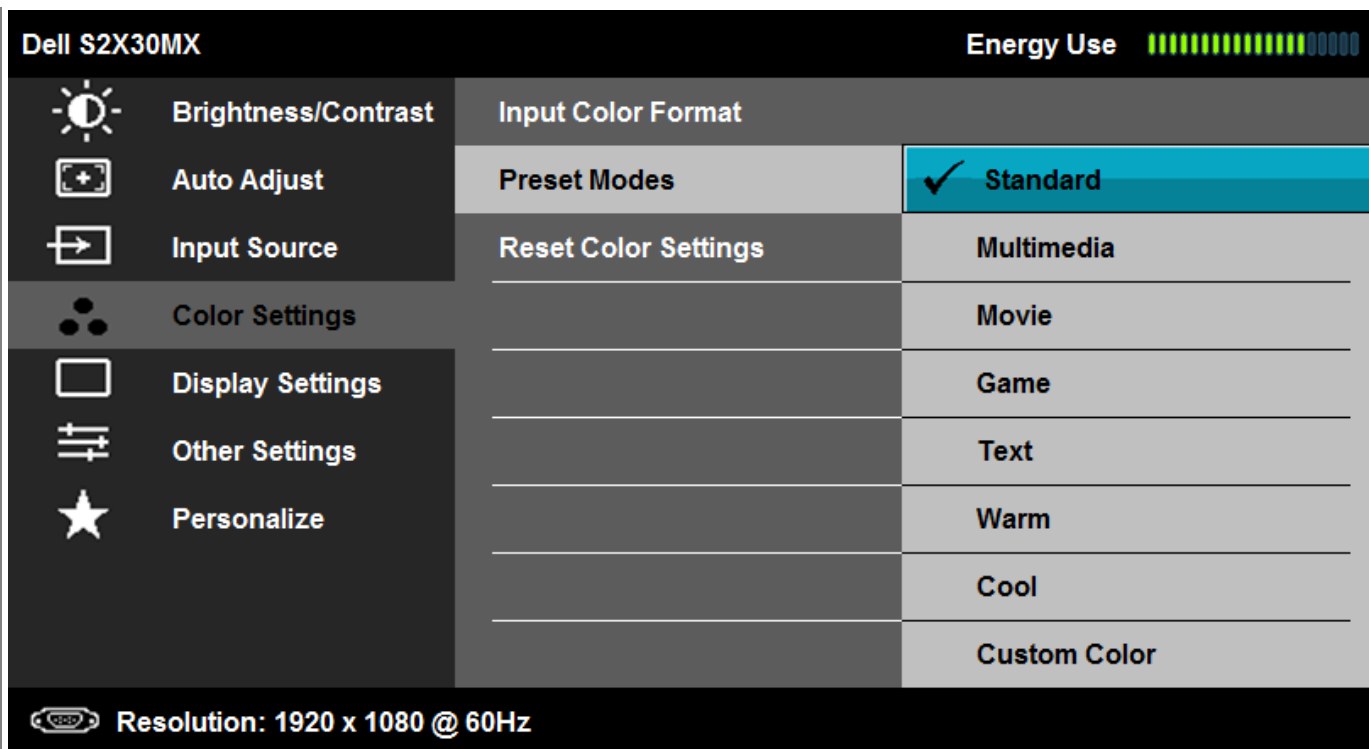 Dell S2X30MX
Energy Use
Brightness/Contrast
Input Color Format
Auto Adjust
Preset Modes
Standard
Input Source
Reset Color Settings
Multimedia
Color Settings
Movie
Display Settings
Game
Other Settings
Text
Personalize
Warm
Cool
Custom Color
Resolution: 1920 x 1080 @ 60Hz